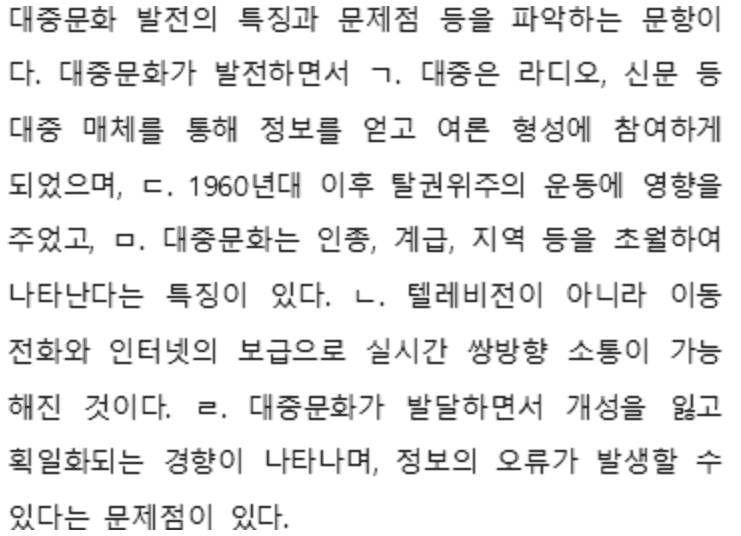 대중문화 발전의 특징과 문제점 등을 파악하는 문항이
다. 대중문화가 발전하면서 ㄱ. 대중은 라디오, 신문 등
대중 매체를 통해 정보를 얻고 여론 형성에 참여하게
되었으며, ㄷ. 1960년대 이후 탈권위주의 운동에 영향을
주었고, ㅁ. 대중문화는 인종, 계급, 지역 등을 초월하여
나타난다는 특징이 있다. ㄴ. 텔레비전이 아니라 이동
전화와 인터넷의 보급으로 실시간 쌍방향 소통이 가능
해진 것이다. ㄹ. 대중문화가 발달하면서 개성을 잃고
획일화되는 경향이 나타나며, 정보의 오류가 발생할 수
있다는 문제점이 있다.